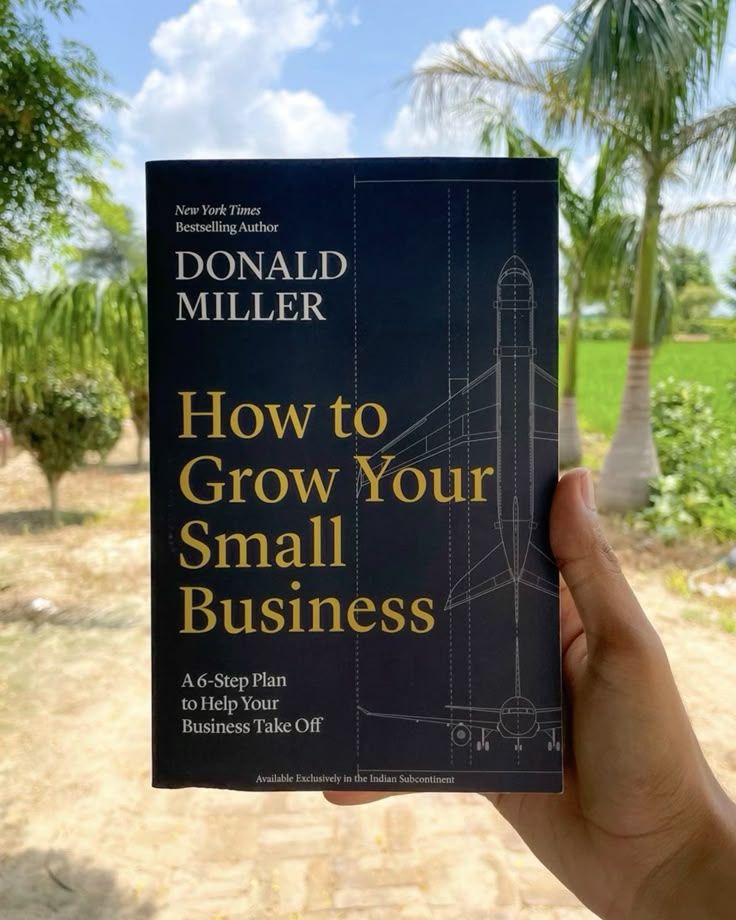 New York Times
Bestselling Author
DONALD
MILLER
How to
Grow Your
Small
Business
A 6-Step Plan
to Help Your
Business Take Off
Available Exclusively in the Indian Subcontinent